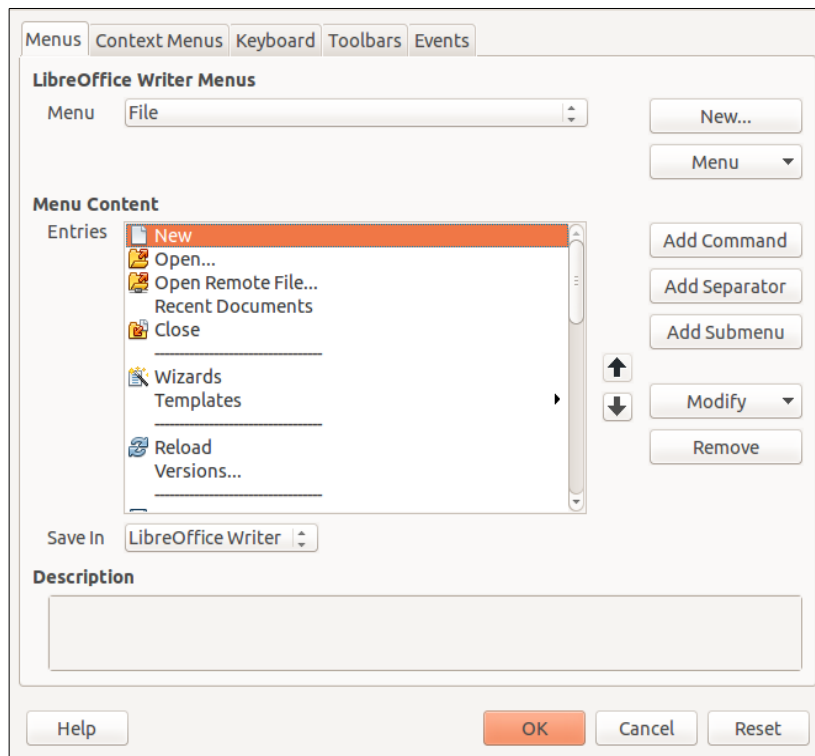 Menus Context Menus Keyboard Toolbars Events
LibreOffice Writer Menus
Menu File New...
Menu
Menu Content
Entries New Add Command
Open...
Open Remote File... Add Separator
Recent Documents
Close Add Submenu
Wizards
Templates Modify
Reload Remove
Versions...
Save In LibreOffice Writer
Description
Help OK Cancel Reset